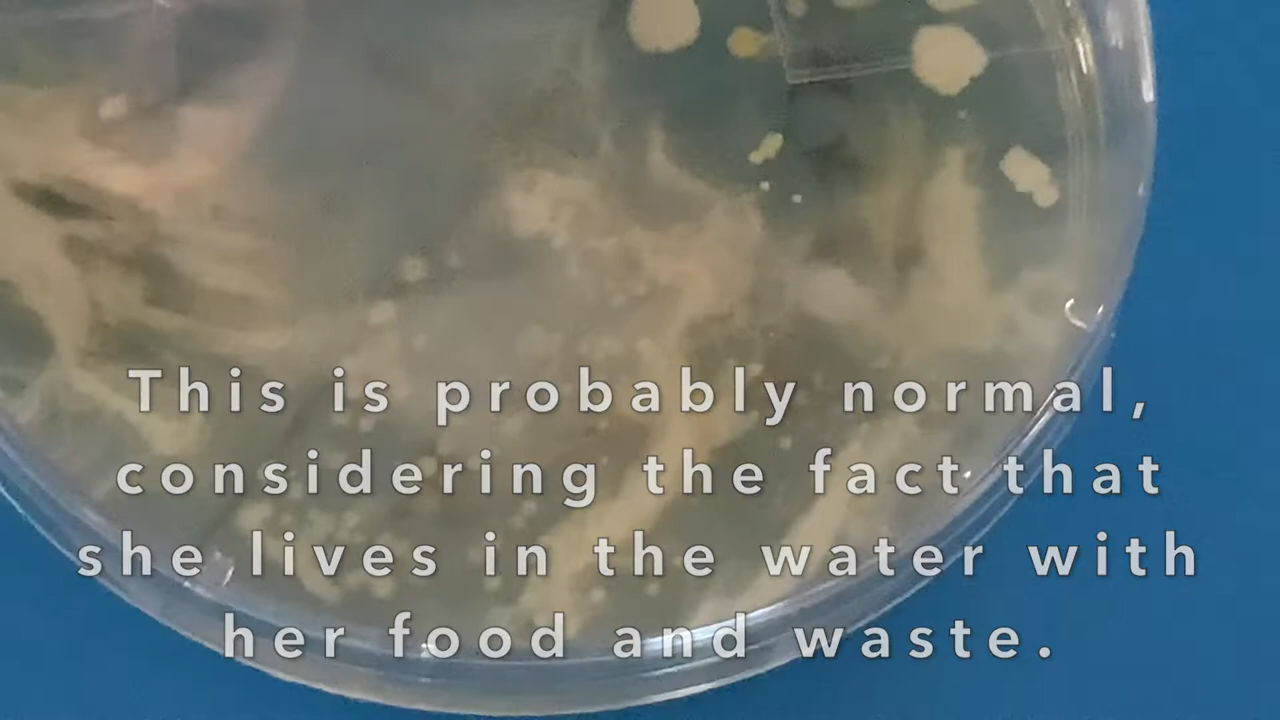 This is probably normal,
considering the fact that
she lives in the water with
her food and waste.